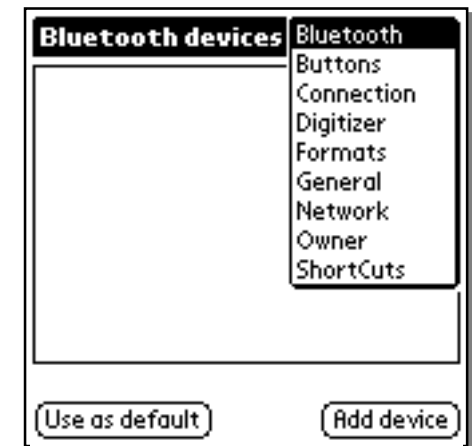 Bluetooth devices
Bluetooth
Buttons
Connection
Digitizer
Formats
General
Network
Owner
ShortCuts
Use as default
Add device